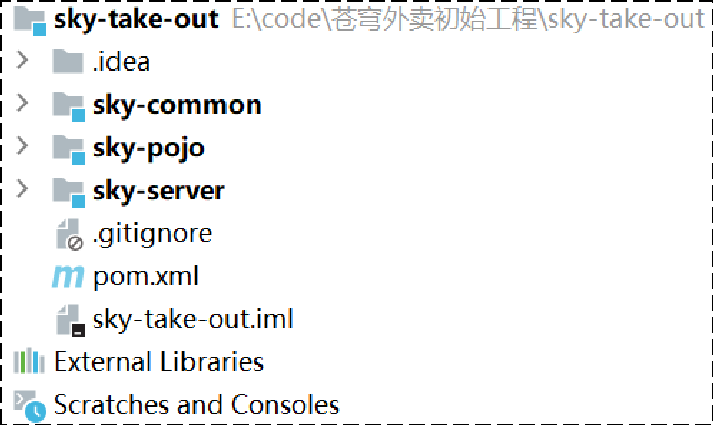 sky-take-out E:\code\苍穹外卖初始工程\sky-take-out
.idea
sky-common
sky-pojo
sky-server
.gitignore
m pom.xml
sky-take-out.iml
External Libraries
Scratches and Consoles